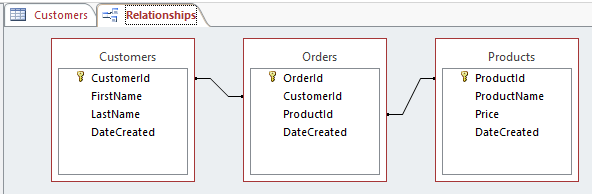 Customers
Relationships
Customers
CustomerId
FirstName
LastName
DateCreated
Orders
OrderId
CustomerId
ProductId
DateCreated
Products
ProductId
ProductName
Price
DateCreated